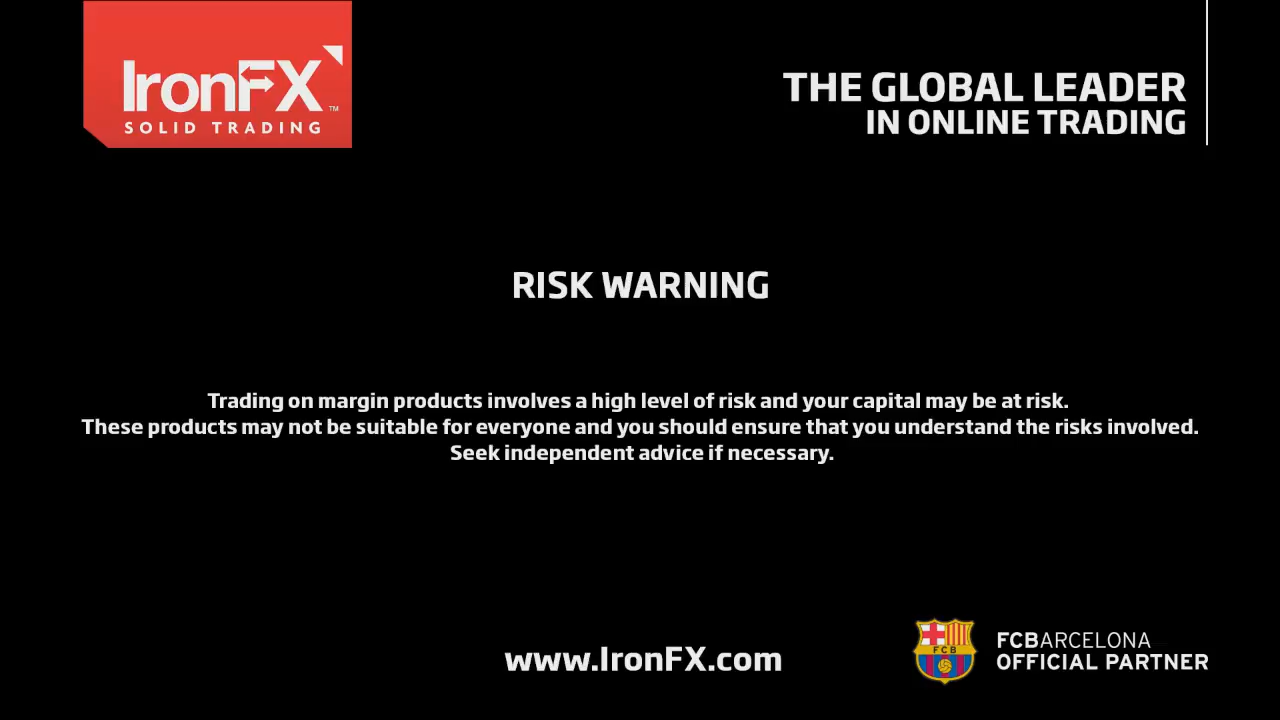 IronFX
TM
SOLID TRADING
THE GLOBAL LEADER
IN ONLINE TRADING
RISK WARNING
Trading on margin products involves a high level of risk and your capital may be at risk.
These products may not be suitable for everyone and you should ensure that you understand the risks involved.
Seek independent advice if necessary.
www.IronFX.com
FCB
FCBARCELONA
OFFICIAL PARTNER